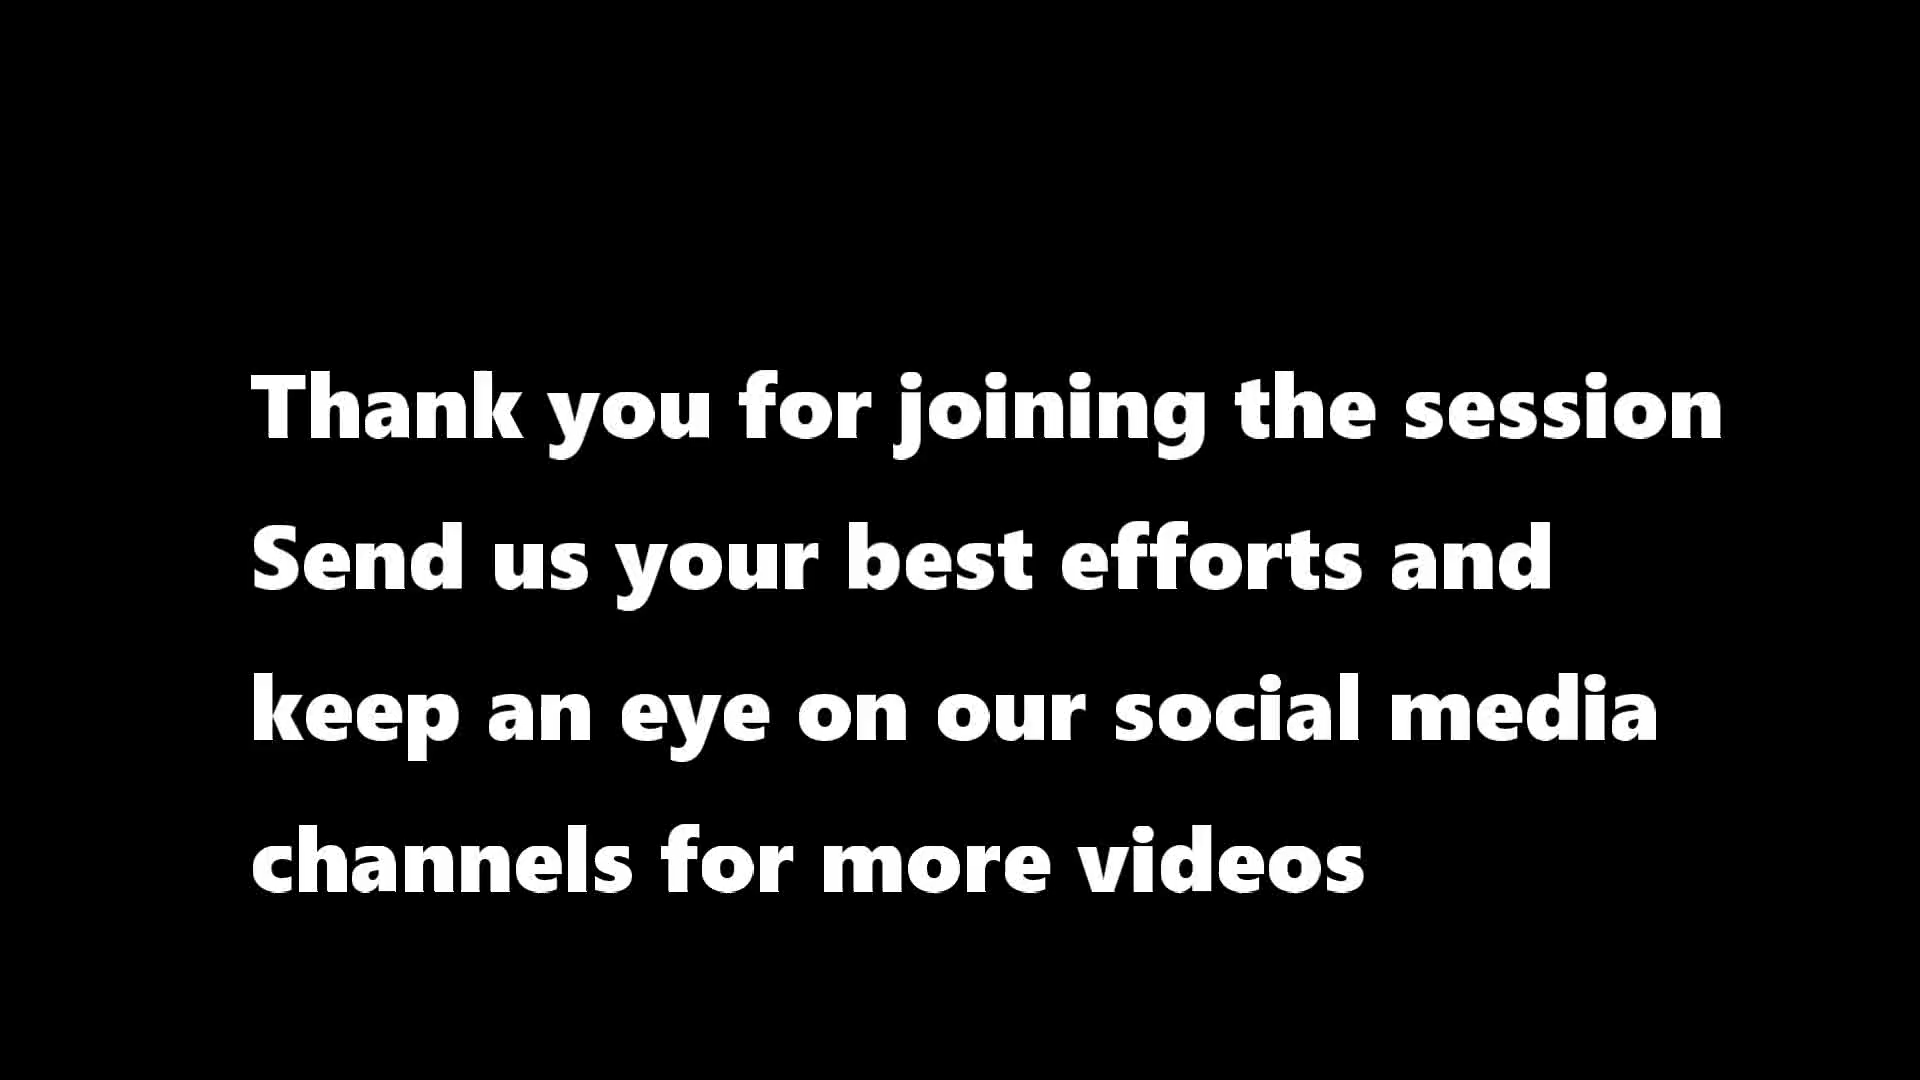 Thank you for joining the session
Send us your best efforts and
keep an eye on our social media
channels for more videos